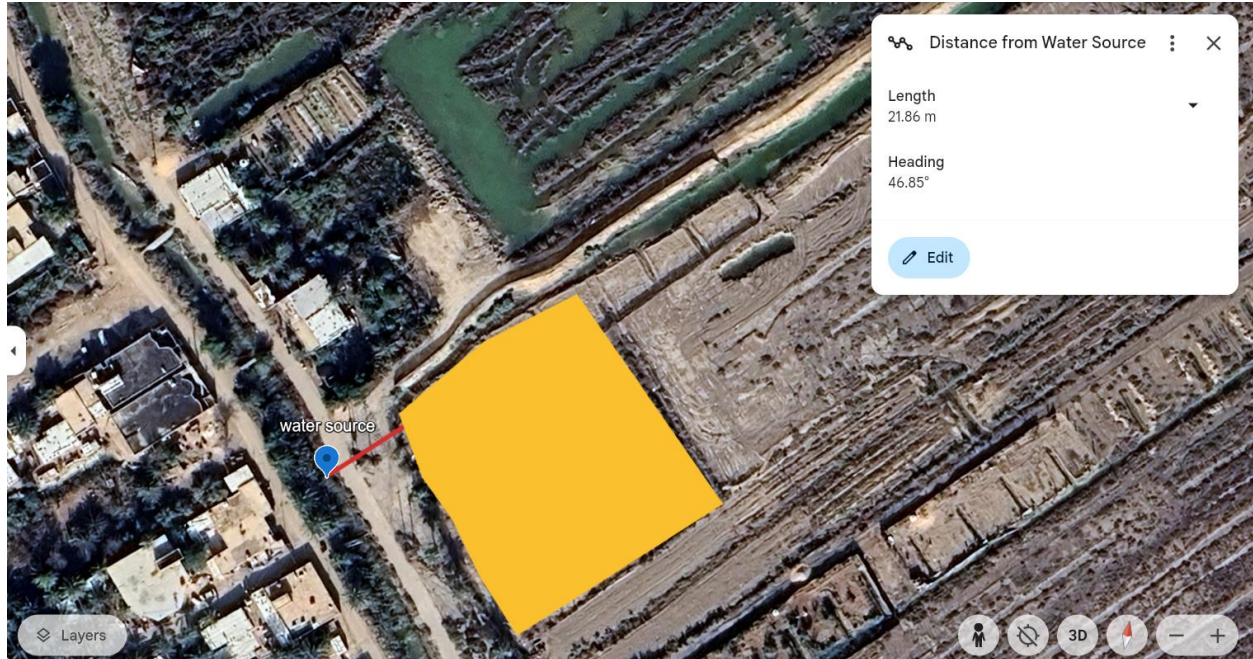 Distance from Water Source
Length
21.86 m
Heading
46.85°
Edit
water source
Layers
3D